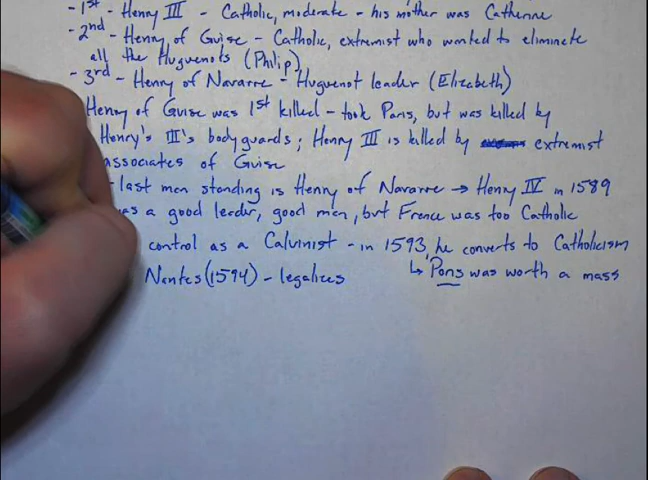 - 1st - Henry III - Catholic, moderate - his mother was Catherine
- 2nd - Henry of Guise - Catholic, extremist who wanted to eliminate
all the Huguenots (Philip)
- 3rd - Henry of Navarre - Huguenot leader (Elizabeth)
Henry of Guise was 1st killed - took Paris, but was killed by
Henry's III's bodyguards; Henry III is killed by extremist
associates of Guise
- last man standing is Henry of Navarre → Henry IV in 1589
was a good leader, good man, but France was too Catholic
control as a Calvinist - in 1593, he converts to Catholicism
↳ Paris was worth a mass
Nantes (1594) - legalizes